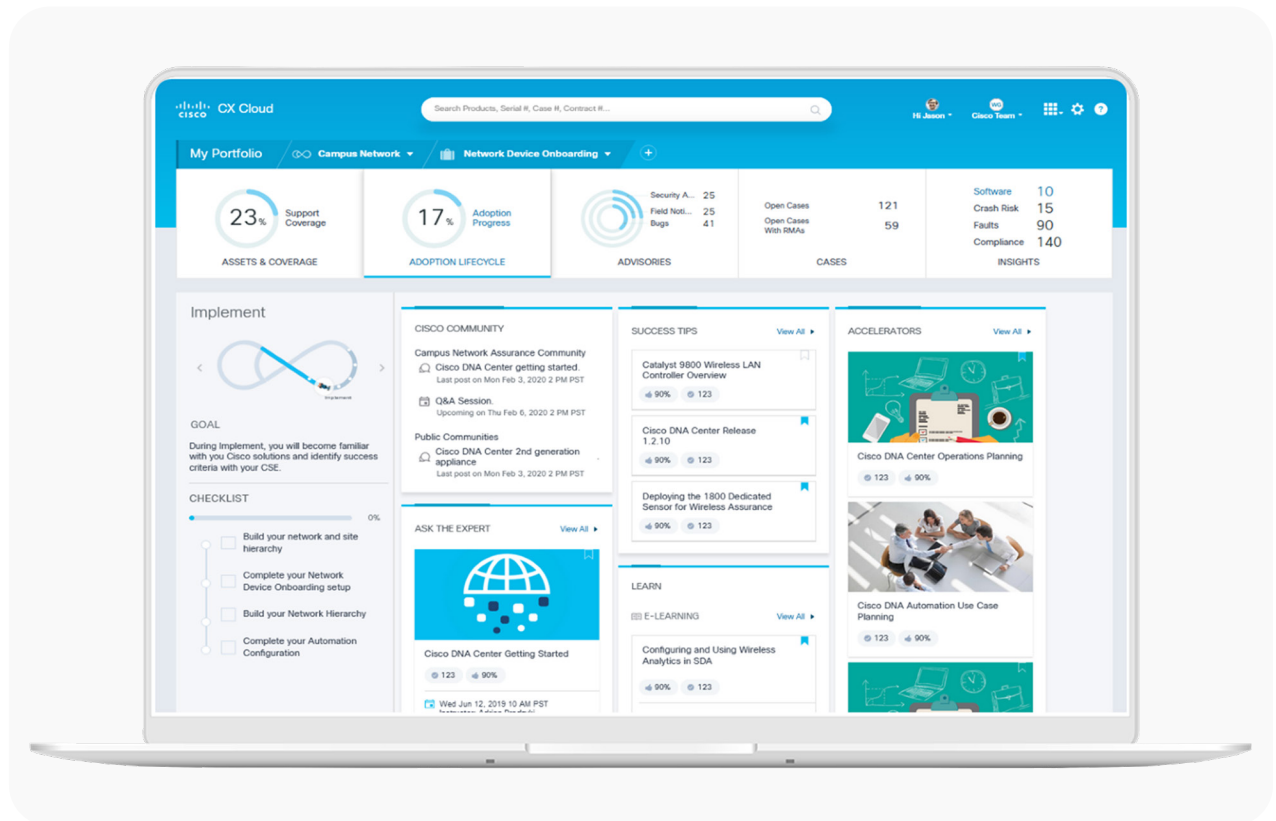 CISCO
CX Cloud
Search Products, Serial #, Case #, Contract #...
Hi Jason
WG
Cisco Team
?
My Portfolio
Campus Network
Network Device Onboarding
+
23%
Support
Coverage
ASSETS & COVERAGE
17%
Adoption
Progress
ADOPTION LIFECYCLE
Security A... 25
Field Noti... 25
Bugs 41
ADVISORIES
Open Cases 121
Open Cases
With RMAs 59
CASES
Software 10
Crash Risk 15
Faults 90
Compliance 140
INSIGHTS
Implement
Implement
GOAL
During Implement, you will become familiar
with you Cisco solutions and identify success
criteria with your CSE.
CHECKLIST
0%
Build your network and site
hierarchy
Complete your Network
Device Onboarding setup
Build your Network Hierarchy
Complete your Automation
Configuration
CISCO COMMUNITY
Campus Network Assurance Community
Cisco DNA Center getting started.
Last post on Mon Feb 3, 2020 2 PM PST
Q&A Session.
Upcoming on Thu Feb 6, 2020 2 PM PST
Public Communities
Cisco DNA Center 2nd generation
appliance
Last post on Mon Feb 3, 2020 2 PM PST
ASK THE EXPERT
View All
Cisco DNA Center Getting Started
123 90%
Wed Jun 12, 2019 10 AM PST
SUCCESS TIPS
View All
Catalyst 9800 Wireless LAN
Controller Overview
90% 123
Cisco DNA Center Release
1.2.10
90% 123
Deploying the 1800 Dedicated
Sensor for Wireless Assurance
90% 123
LEARN
E-LEARNING
View All
Configuring and Using Wireless
Analytics in SDA
90% 123
ACCELERATORS
View All
Cisco DNA Center Operations Planning
123 90%
Cisco DNA Automation Use Case
Planning
123 90%